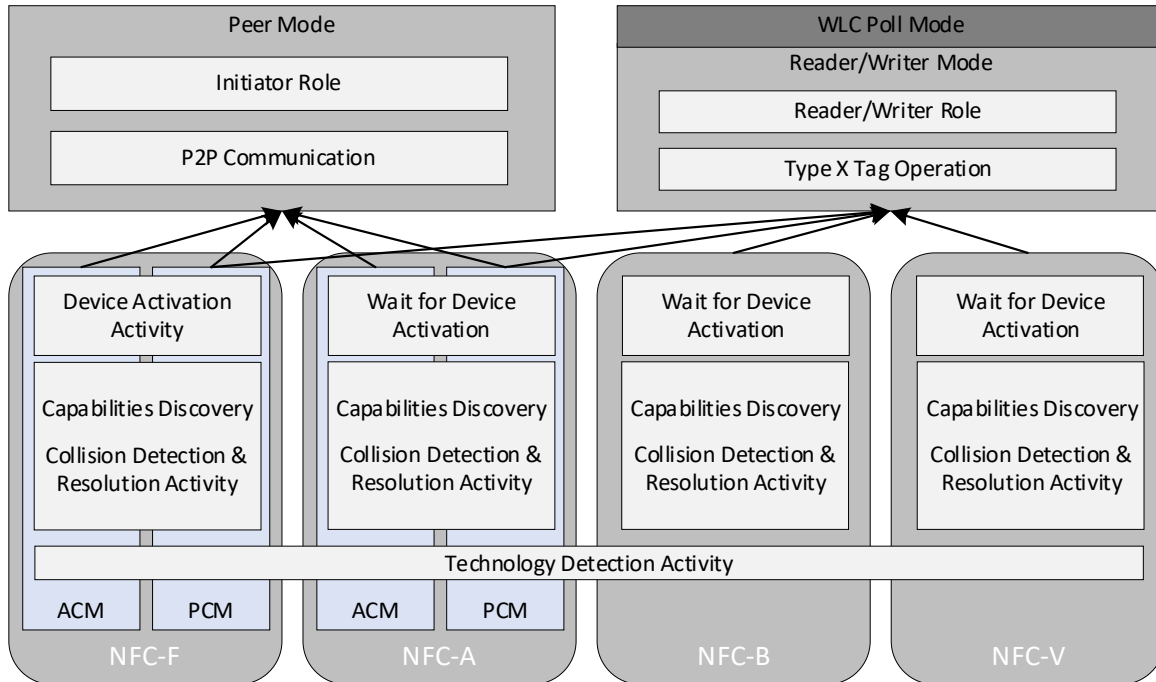 Peer Mode
Initiator Role
P2P Communication
WLC Poll Mode
Reader/Writer Mode
Reader/Writer Role
Type X Tag Operation
Device Activation
Activity
Capabilities Discovery
Collision Detection &
Resolution Activity
Wait for Device
Activation
Capabilities Discovery
Collision Detection &
Resolution Activity
Wait for Device
Activation
Capabilities Discovery
Collision Detection &
Resolution Activity
Wait for Device
Activation
Capabilities Discovery
Collision Detection &
Resolution Activity
Technology Detection Activity
ACM
PCM
ACM
PCM
NFC-F
NFC-A
NFC-B
NFC-V